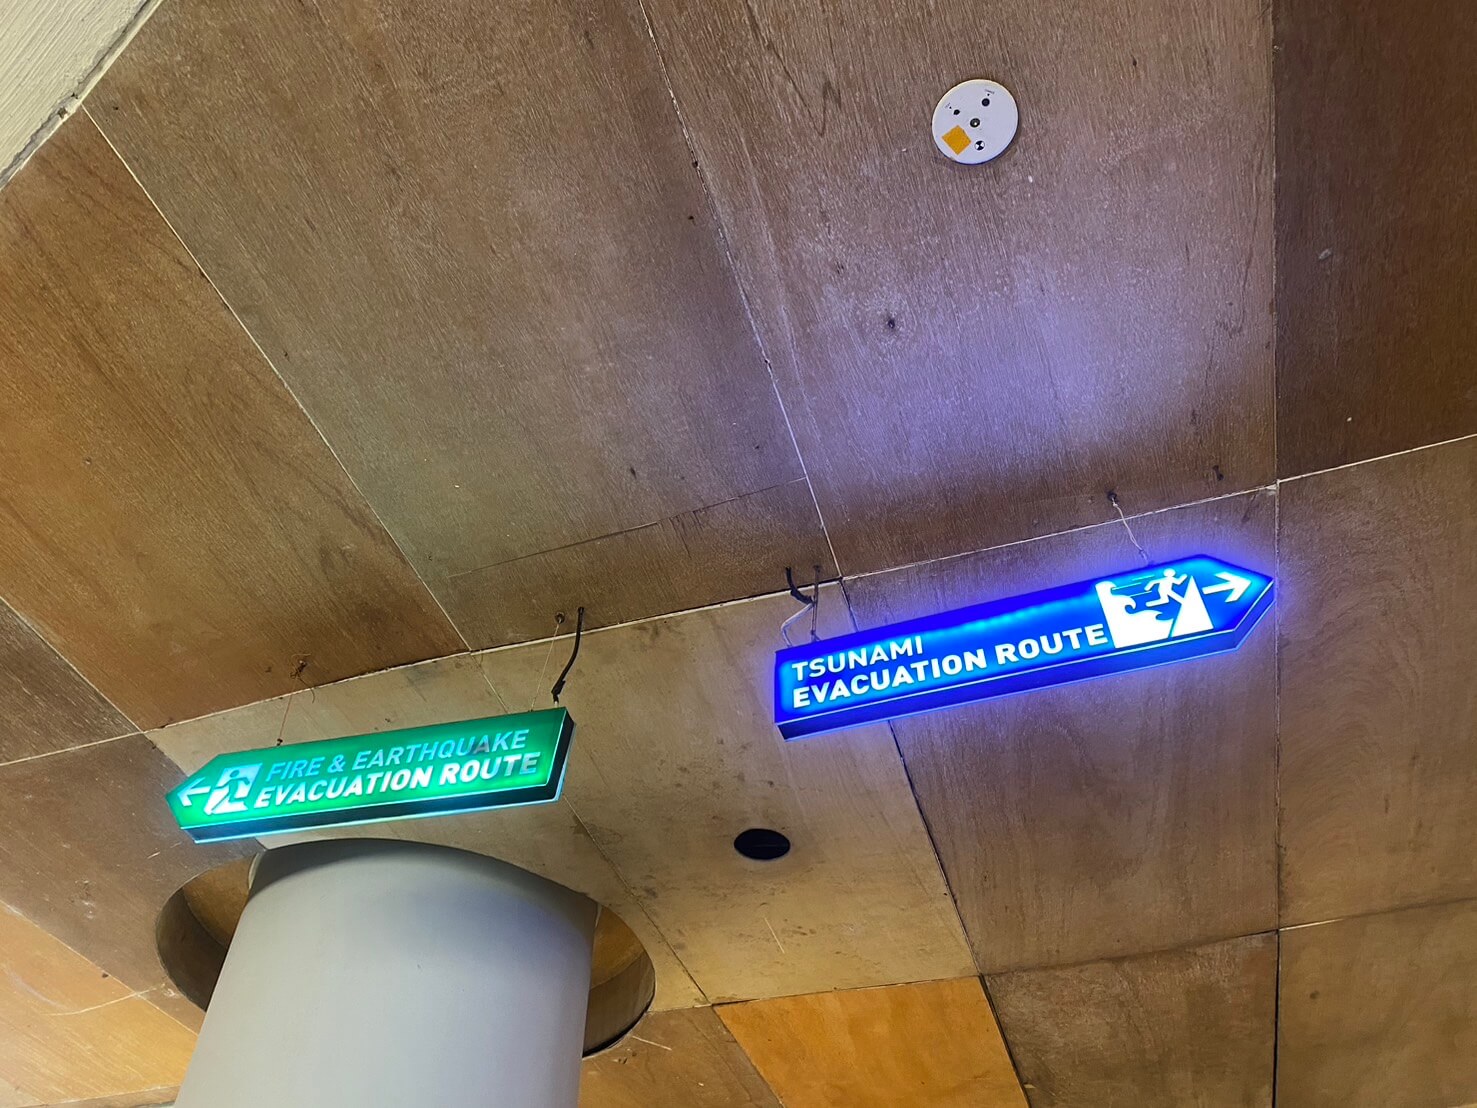 FIRE & EARTHQUAKE
EVACUATION ROUTE
TSUNAMI
EVACUATION ROUTE